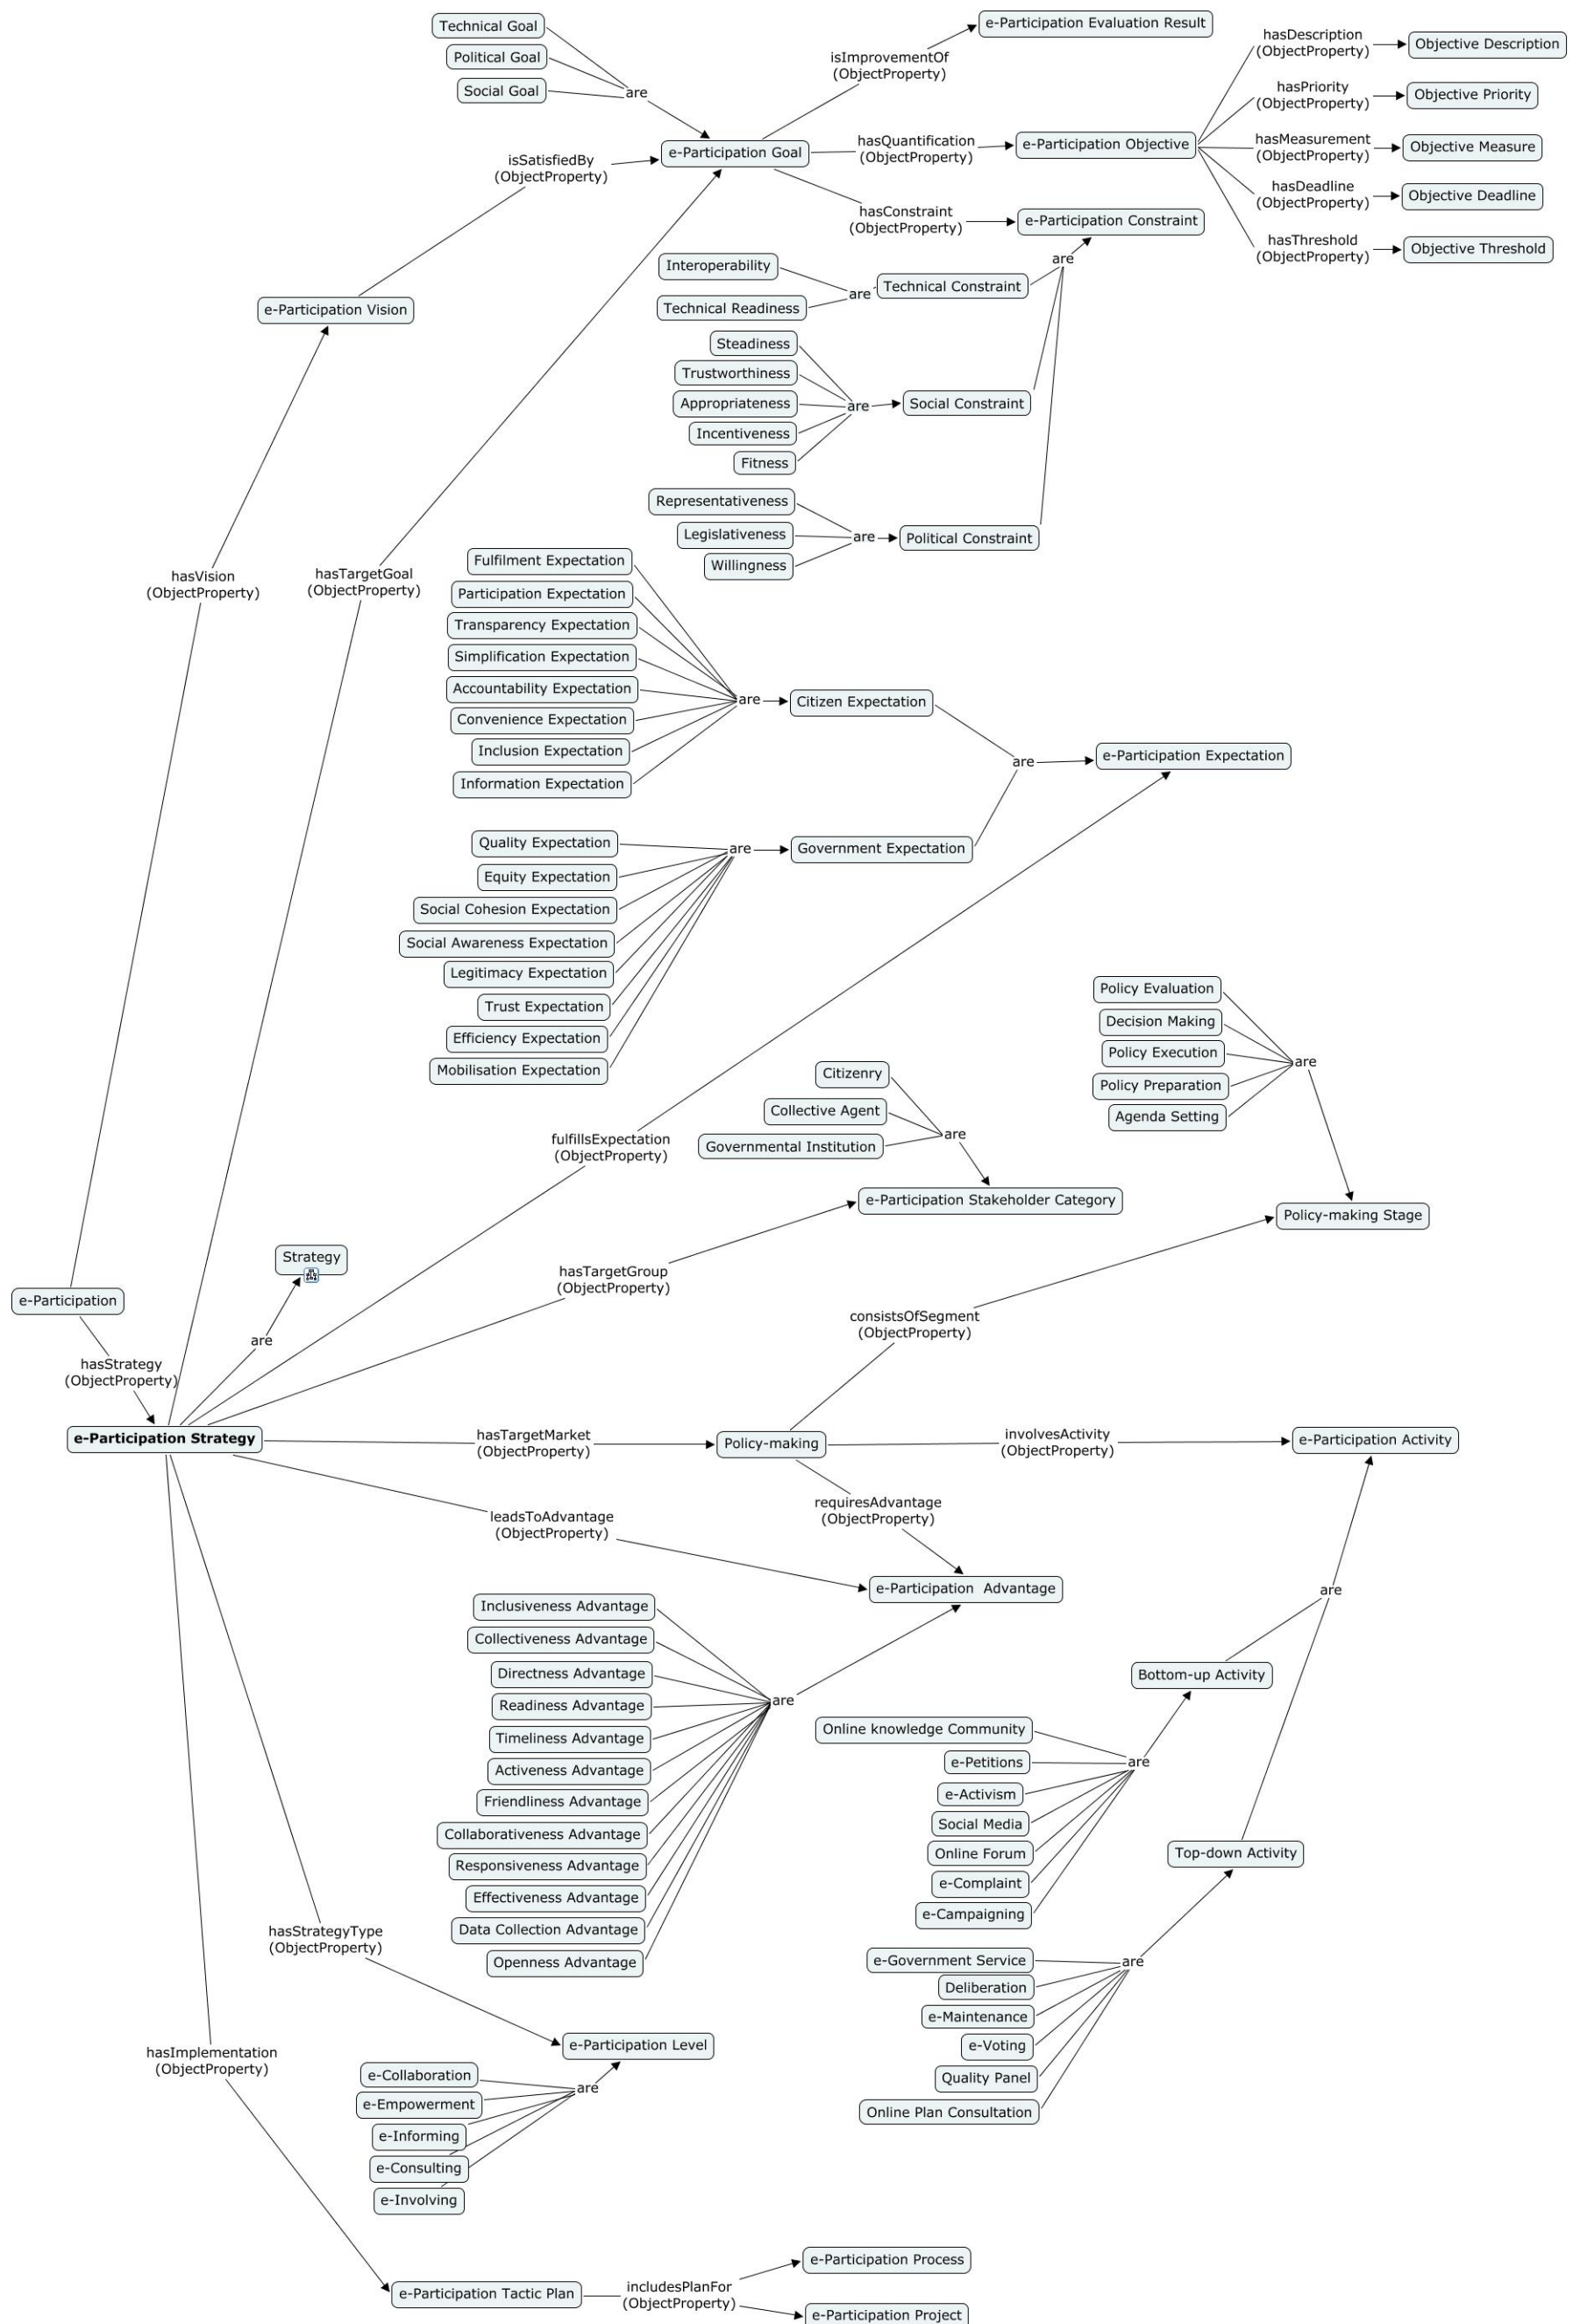 Technical Goal
Political Goal
Social Goal
are
e-Participation Evaluation Result
isImprovementOf
(ObjectProperty)
hasDescription
(ObjectProperty)
Objective Description
hasPriority
(ObjectProperty)
Objective Priority
hasMeasurement
(ObjectProperty)
Objective Measure
hasDeadline
(ObjectProperty)
Objective Deadline
hasThreshold
(ObjectProperty)
Objective Threshold
isSatisfiedBy
(ObjectProperty)
e-Participation Goal
hasQuantification
(ObjectProperty)
e-Participation Objective
hasConstraint
(ObjectProperty)
e-Participation Constraint
are
Interoperability
Technical Readiness
are
Technical Constraint
e-Participation Vision
Steadiness
Trustworthiness
Appropriateness
Incentiveness
Fitness
are
Social Constraint
Representativeness
Legislativeness
Willingness
are
Political Constraint
hasVision
(ObjectProperty)
hasTargetGoal
(ObjectProperty)
Fulfilment Expectation
Participation Expectation
Transparency Expectation
Simplification Expectation
Accountability Expectation
Convenience Expectation
Inclusion Expectation
Information Expectation
are
Citizen Expectation
are
e-Participation Expectation
Quality Expectation
Equity Expectation
Social Cohesion Expectation
Social Awareness Expectation
Legitimacy Expectation
Trust Expectation
Efficiency Expectation
Mobilisation Expectation
are
Government Expectation
Policy Evaluation
Decision Making
Policy Execution
Policy Preparation
Agenda Setting
are
Policy-making Stage
Citizenry
Collective Agent
Governmental Institution
are
e-Participation Stakeholder Category
fulfillsExpectation
(ObjectProperty)
Strategy
are
hasTargetGroup
(ObjectProperty)
e-Participation
hasStrategy
(ObjectProperty)
consistsOfSegment
(ObjectProperty)
e-Participation Strategy
hasTargetMarket
(ObjectProperty)
Policy-making
involvesActivity
(ObjectProperty)
e-Participation Activity
leadsToAdvantage
(ObjectProperty)
requiresAdvantage
(ObjectProperty)
e-Participation  Advantage
are
Inclusiveness Advantage
Collectiveness Advantage
Directness Advantage
Readiness Advantage
Timeliness Advantage
Activeness Advantage
Friendliness Advantage
Collaborativeness Advantage
Responsiveness Advantage
Effectiveness Advantage
Data Collection Advantage
Openness Advantage
are
Bottom-up Activity
Online knowledge Community
e-Petitions
e-Activism
Social Media
Online Forum
e-Complaint
e-Campaigning
are
Top-down Activity
e-Government Service
Deliberation
e-Maintenance
e-Voting
Quality Panel
Online Plan Consultation
are
hasStrategyType
(ObjectProperty)
e-Participation Level
hasImplementation
(ObjectProperty)
e-Collaboration
e-Empowerment
e-Informing
e-Consulting
e-Involving
are
e-Participation Tactic Plan
includesPlanFor
(ObjectProperty)
e-Participation Process
e-Participation Project